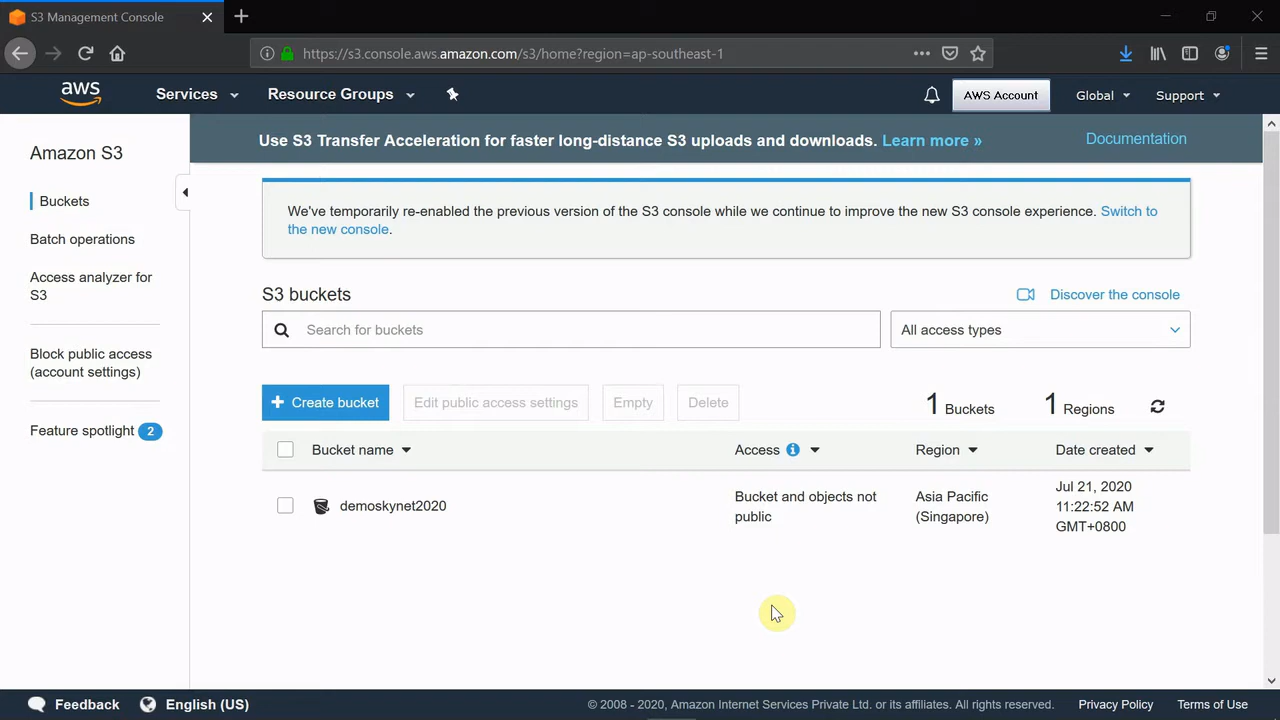 S3 Management Console
https://s3.console.aws.amazon.com/s3/home?region=ap-southeast-1
aws
Services
Resource Groups
AWS Account
Global
Support
Amazon S3
Buckets
Batch operations
Access analyzer for
S3
Block public access
(account settings)
Feature spotlight 2
Use S3 Transfer Acceleration for faster long-distance S3 uploads and downloads. Learn more »
Documentation
We've temporarily re-enabled the previous version of the S3 console while we continue to improve the new S3 console experience. Switch to
the new console.
S3 buckets
Discover the console
Search for buckets
All access types
+ Create bucket
Edit public access settings
Empty
Delete
1 Buckets
1 Regions
Bucket name
Access
Region
Date created
demoskynet2020
Bucket and objects not
public
Asia Pacific
(Singapore)
Jul 21, 2020
11:22:52 AM
GMT+0800
Feedback
English (US)
© 2008 - 2020, Amazon Internet Services Private Ltd. or its affiliates. All rights reserved.
Privacy Policy
Terms of Use